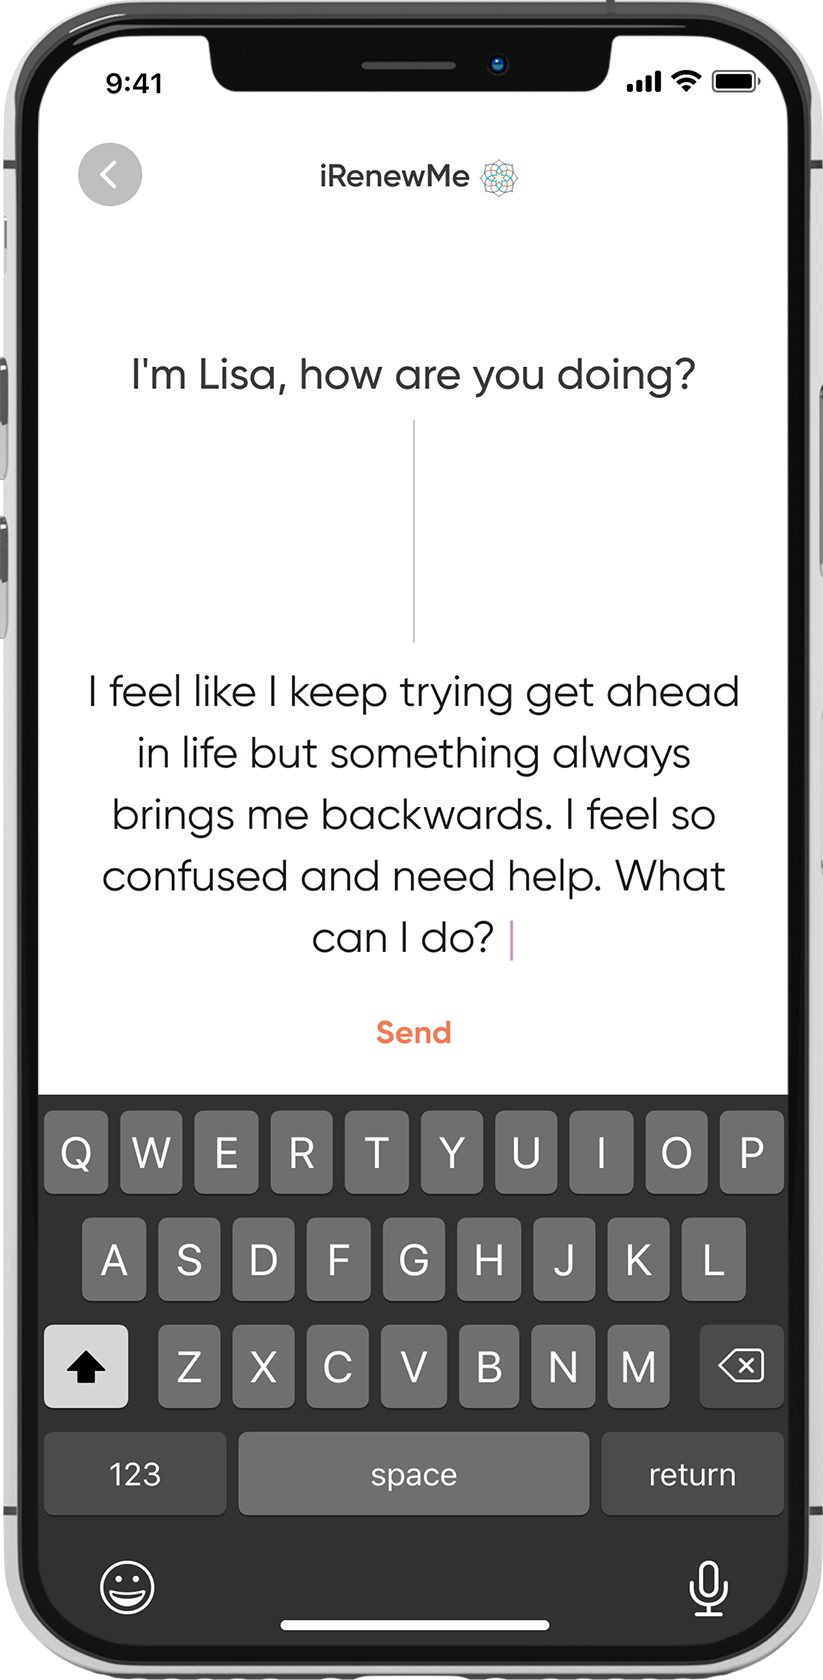 9:41
iRenewMe
I'm Lisa, how are you doing?
I feel like I keep trying get ahead
in life but something always
brings me backwards. I feel so
confused and need help. What
can I do?
Send
Q W E R T Y U I O P
A S D F G H J K L
Z X C V B N M
123 space return